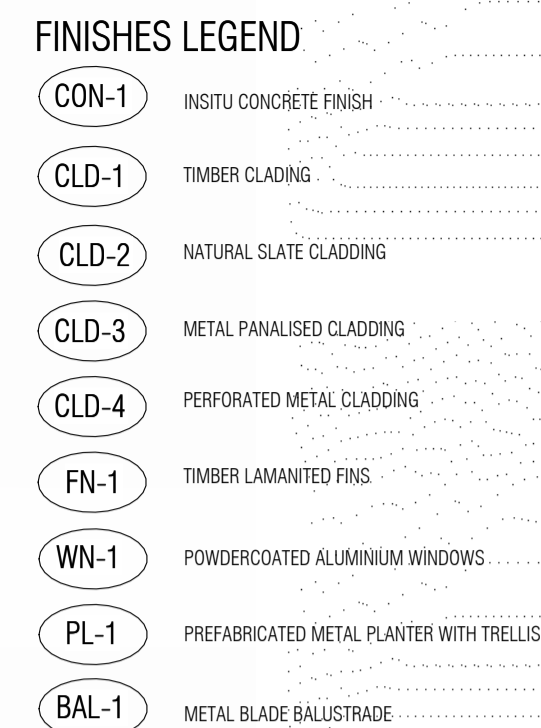 FINISHES LEGEND
CON-1 INSITU CONCRETE FINISH
CLD-1 TIMBER CLADING
CLD-2 NATURAL SLATE CLADDING
CLD-3 METAL PANALISED CLADDING
CLD-4 PERFORATED METAL CLADDING
FN-1 TIMBER LAMANITED FINS
WN-1 POWDERCOATED ALUMINIUM WINDOWS
PL-1 PREFABRICATED METAL PLANTER WITH TRELLIS
BAL-1 METAL BLADE BALUSTRADE